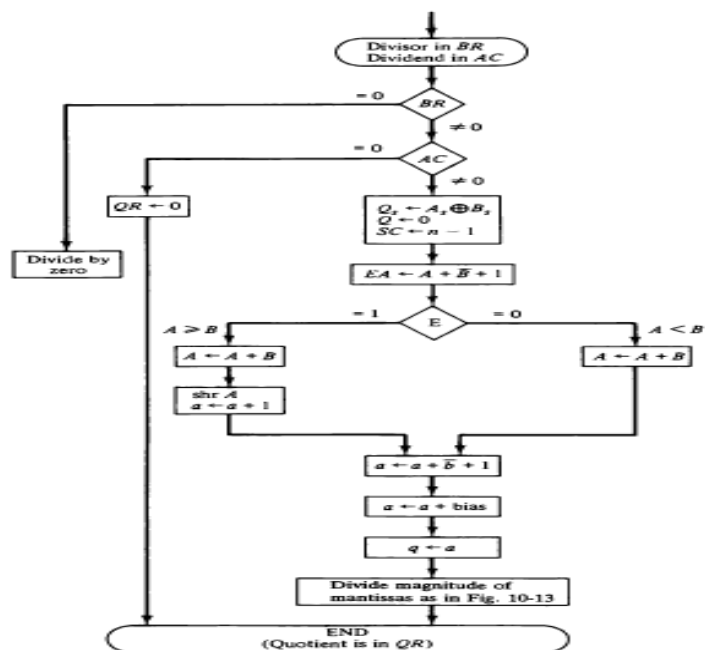 Divisor in BR
Dividend in AC
= 0
BR
≠ 0
= 0
AC
≠ 0
QR ← 0
Qₛ ← Aₛ ⊕ Bₛ
Q ← 0
SC ← n − 1
Divide by
zero
EA ← A + B̅ + 1
= 1
E
= 0
A ⩾ B
A < B
A ← A + B
A ← A + B
shr A
a ← a + 1
a ← a + b̅ + 1
a ← a + bias
q ← a
Divide magnitude of
mantissas as in Fig. 10-13
END
(Quotient is in QR)